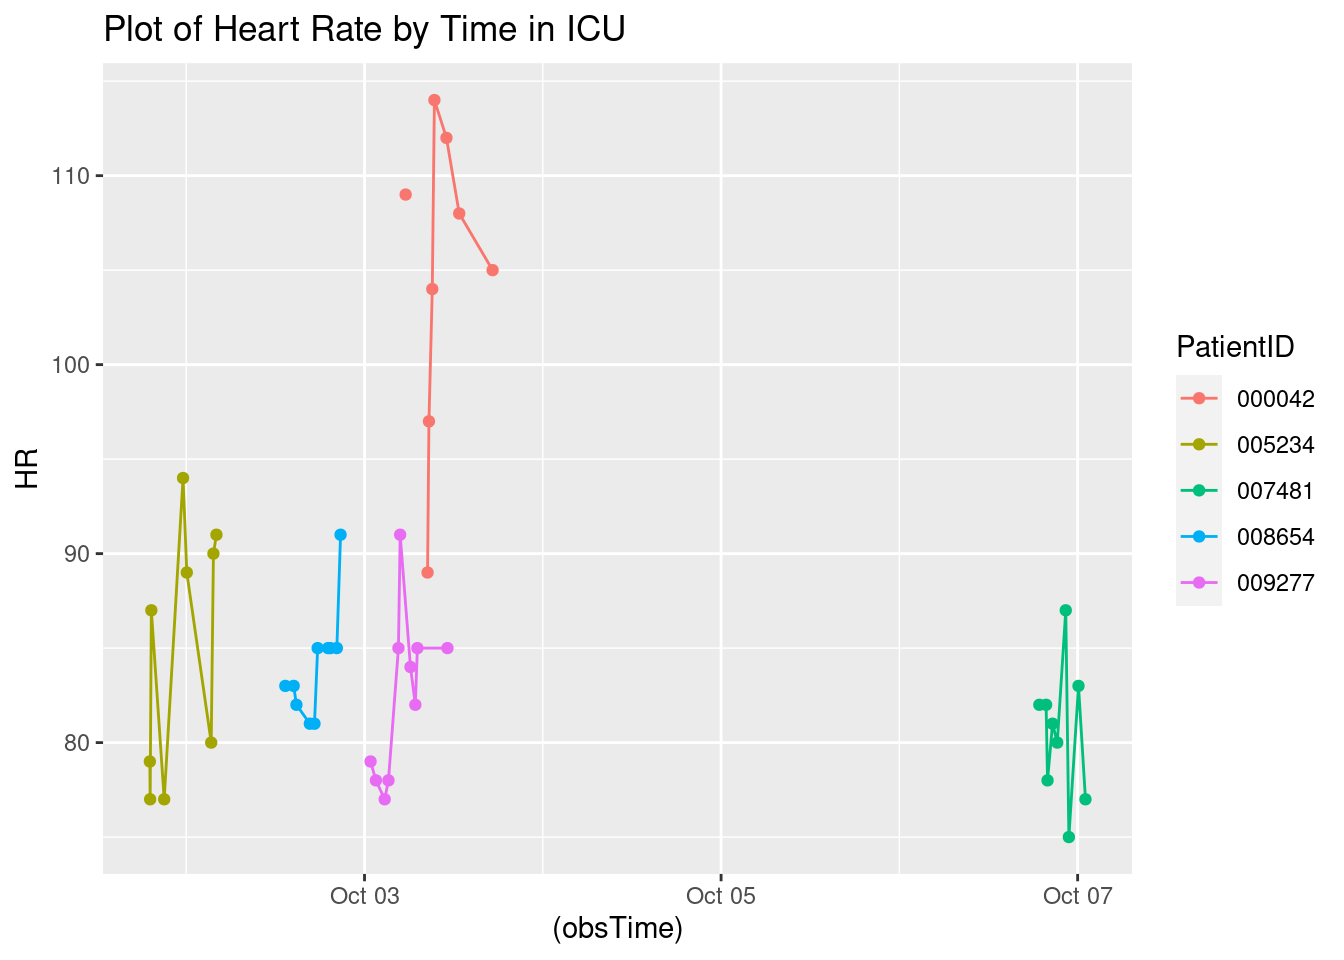 Plot of Heart Rate by Time in ICU
110
100
90
80
HR
Oct 03
Oct 05
Oct 07
(obsTime)
PatientID
000042
005234
007481
008654
009277